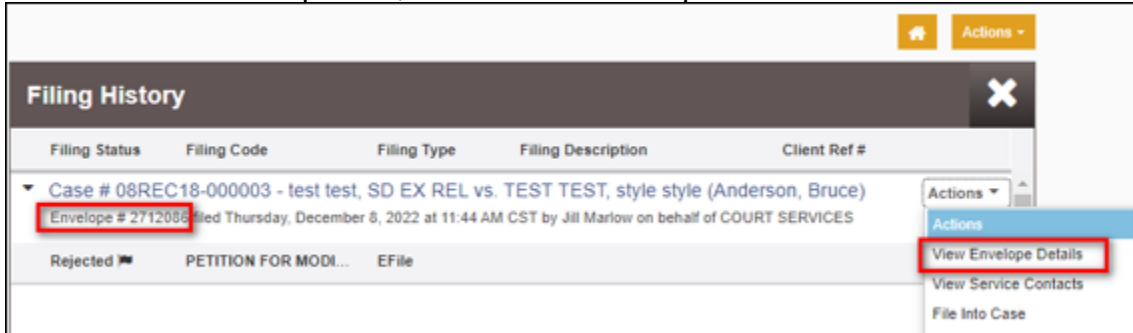 Actions
Filing History
Filing Status Filing Code Filing Type Filing Description Client Ref #
Case # 08REC18-000003 - test test, SD EX REL vs. TEST TEST, style style (Anderson, Bruce) Actions
Envelope # 2712086 filed Thursday, December 8, 2022 at 11:44 AM CST by Jill Marlow on behalf of COURT SERVICES
Actions
Rejected PETITION FOR MODI... EFile View Envelope Details
View Service Contacts
File Into Case